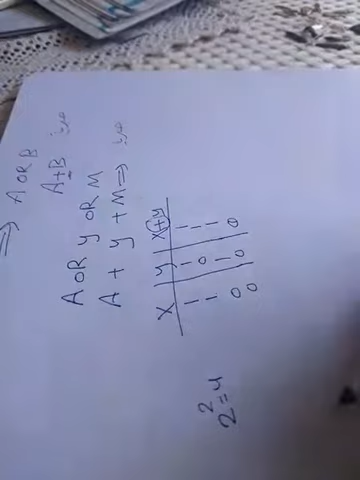 ⇒ A OR B
A+B
A OR Y OR M
A + Y + M ⇒
X | Y | X+Y
1 | 1 | 1
1 | 0 | 1
0 | 1 | 1
0 | 0 | 0
2² = 4